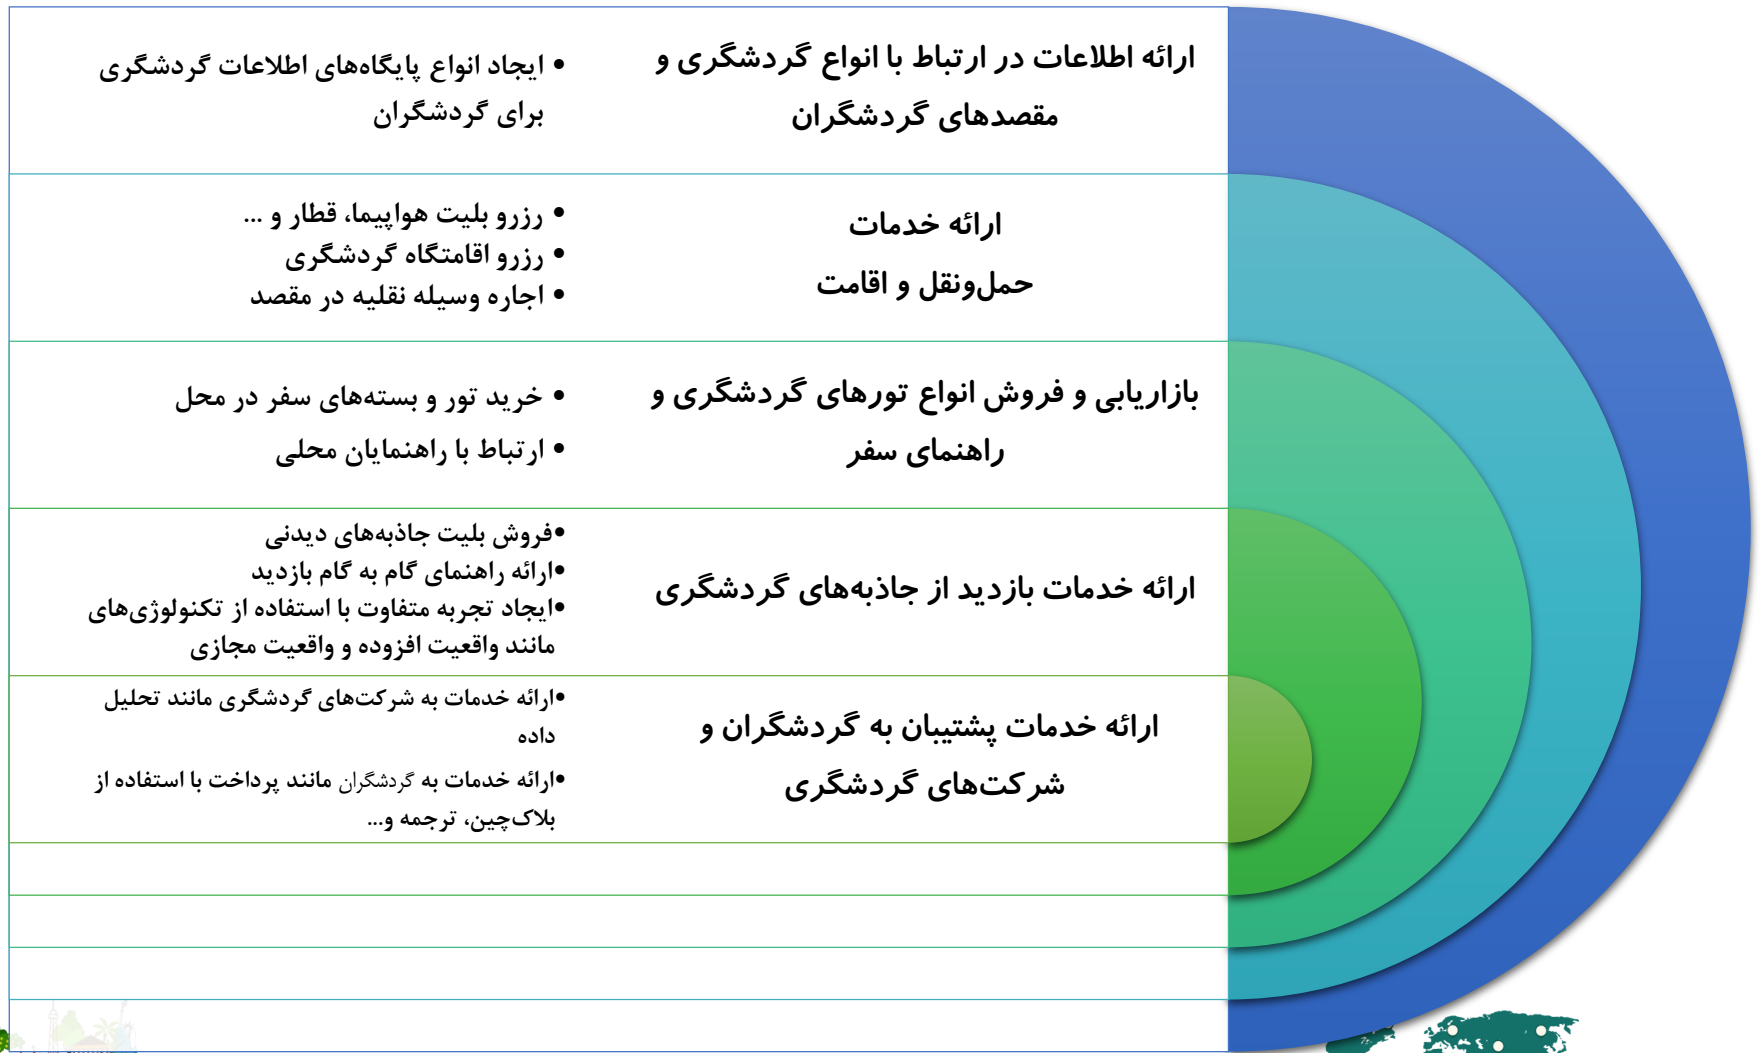 ارائه اطلاعات در ارتباط با انواع گردشگری و
مقصدهای گردشگران
• ایجاد انواع پایگاه‌های اطلاعات گردشگری
برای گردشگران
ارائه خدمات
حمل‌ونقل و اقامت
• رزرو بلیت هواپیما، قطار و ...
• رزرو اقامتگاه گردشگری
• اجاره وسیله نقلیه در مقصد
بازاریابی و فروش انواع تورهای گردشگری و
راهنمای سفر
• خرید تور و بسته‌های سفر در محل
• ارتباط با راهنمایان محلی
ارائه خدمات بازدید از جاذبه‌های گردشگری
•فروش بلیت جاذبه‌های دیدنی
•ارائه راهنمای گام به گام بازدید
•ایجاد تجربه متفاوت با استفاده از تکنولوژی‌های
مانند واقعیت افزوده و واقعیت مجازی
ارائه خدمات پشتیبان به گردشگران و
شرکت‌های گردشگری
•ارائه خدمات به شرکت‌های گردشگری مانند تحلیل
داده
•ارائه خدمات به گردشگران مانند پرداخت با استفاده از
بلاک‌چین، ترجمه و...